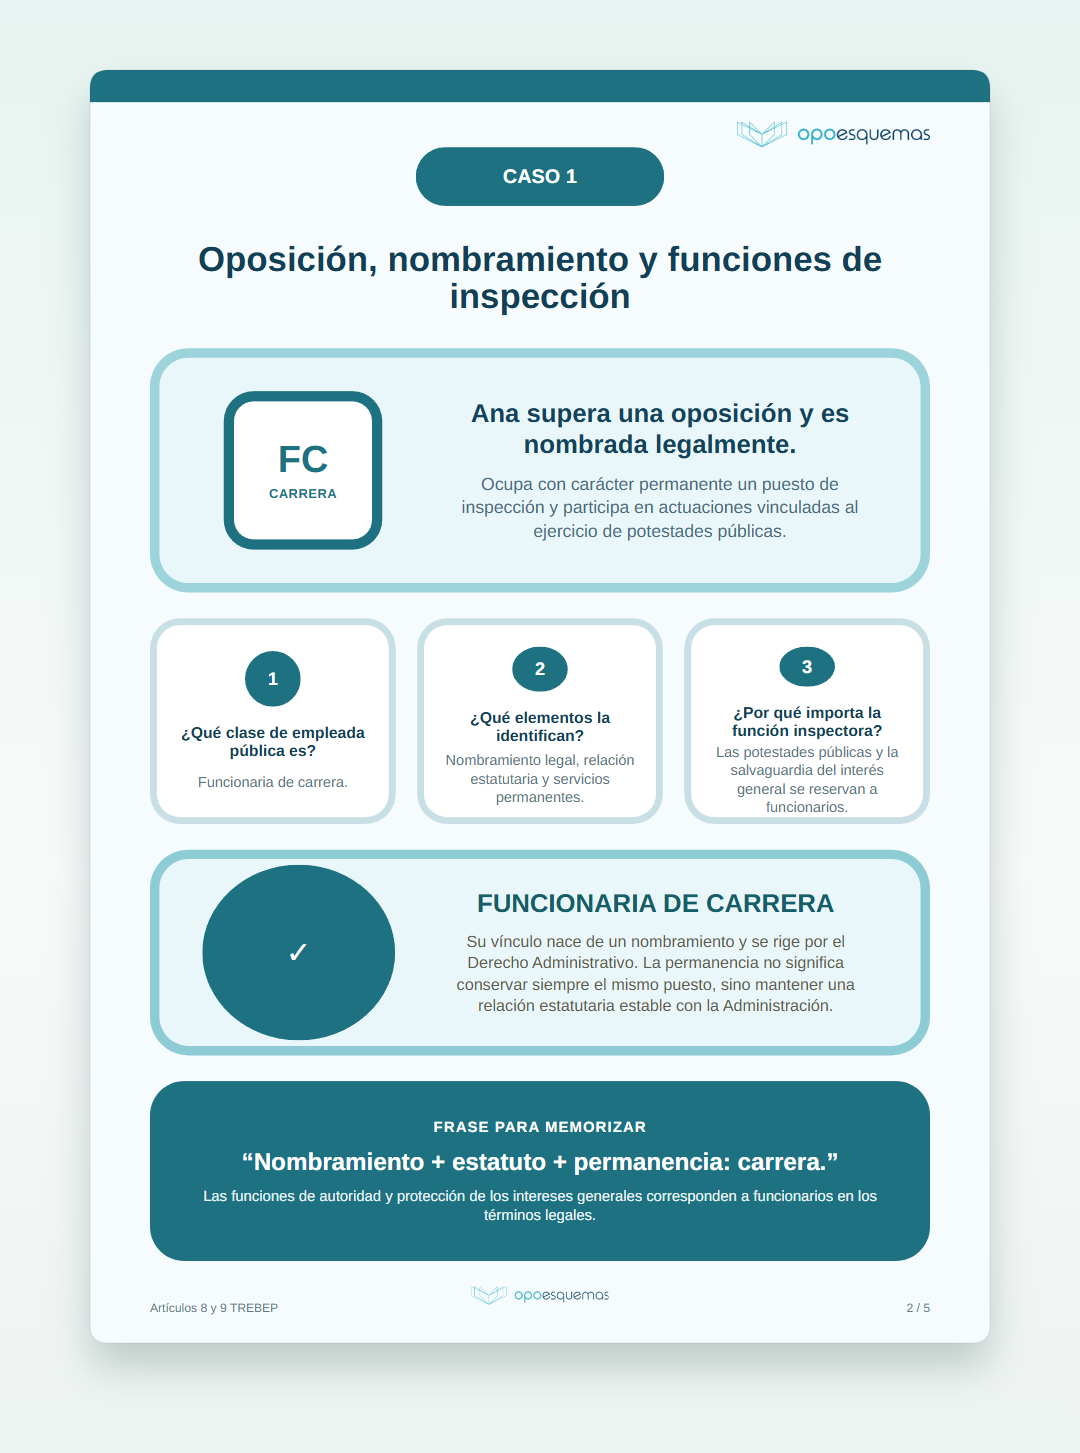 opoesquemas
CASO 1
Oposición, nombramiento y funciones de
inspección
FC
CARRERA
Ana supera una oposición y es
nombrada legalmente.
Ocupa con carácter permanente un puesto de
inspección y participa en actuaciones vinculadas al
ejercicio de potestades públicas.
1
¿Qué clase de empleada
pública es?
Funcionaria de carrera.
2
¿Qué elementos la
identifican?
Nombramiento legal, relación
estatutaria y servicios
permanentes.
3
¿Por qué importa la
función inspectora?
Las potestades públicas y la
salvaguardia del interés
general se reservan a
funcionarios.
✓
FUNCIONARIA DE CARRERA
Su vínculo nace de un nombramiento y se rige por el
Derecho Administrativo. La permanencia no significa
conservar siempre el mismo puesto, sino mantener una
relación estatutaria estable con la Administración.
FRASE PARA MEMORIZAR
“Nombramiento + estatuto + permanencia: carrera.”
Las funciones de autoridad y protección de los intereses generales corresponden a funcionarios en los
términos legales.
Artículos 8 y 9 TREBEP
opoesquemas
2 / 5